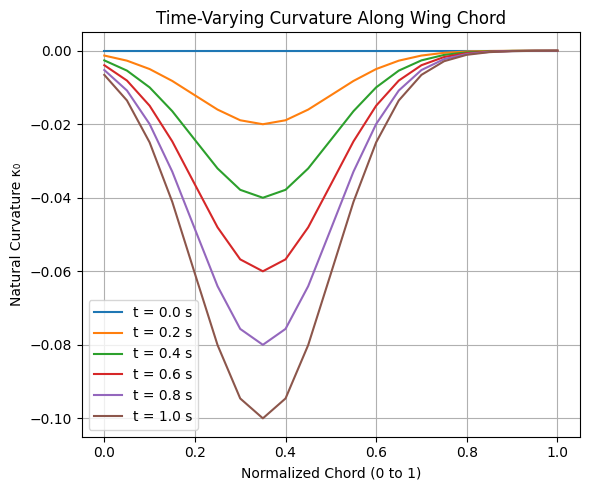 Time-Varying Curvature Along Wing Chord
Natural Curvature κ₀
0.00
−0.02
−0.04
−0.06
−0.08
−0.10
t = 0.0 s
t = 0.2 s
t = 0.4 s
t = 0.6 s
t = 0.8 s
t = 1.0 s
0.0 0.2 0.4 0.6 0.8 1.0
Normalized Chord (0 to 1)